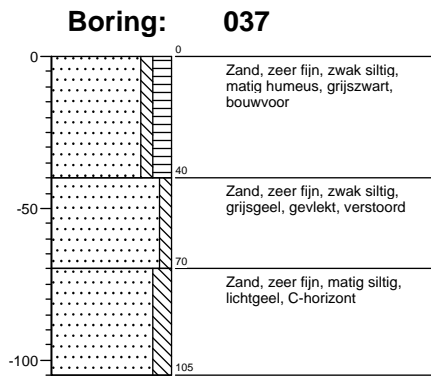 Boring: 037
0
0
Zand, zeer fijn, zwak siltig,
matig humeus, grijszwart,
bouwvoor
40
Zand, zeer fijn, zwak siltig,
grijsgeel, gevlekt, verstoord
-50
70
Zand, zeer fijn, matig siltig,
lichtgeel, C-horizont
-100
105